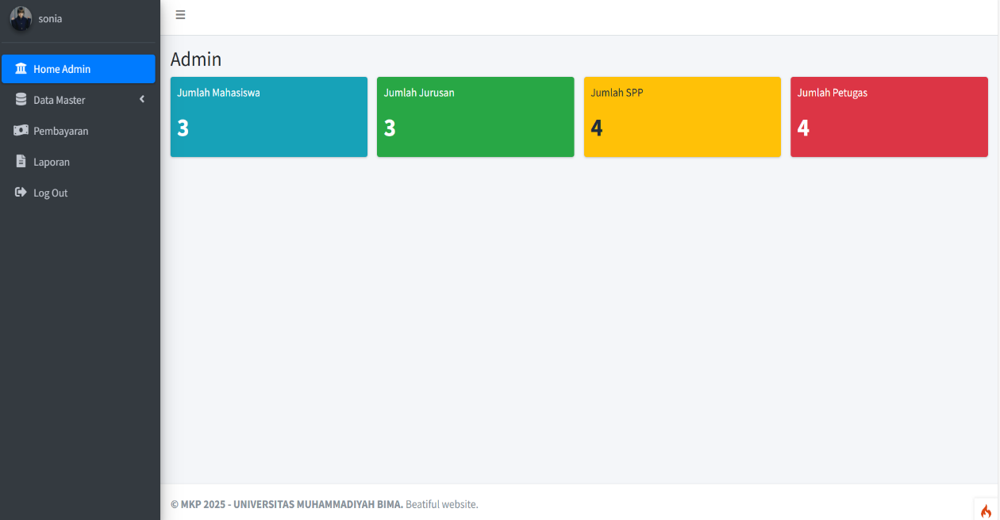 sonia
Home Admin
Data Master
Pembayaran
Laporan
Log Out
Admin
Jumlah Mahasiswa
3
Jumlah Jurusan
3
Jumlah SPP
4
Jumlah Petugas
4
© MKP 2025 - UNIVERSITAS MUHAMMADIYAH BIMA. Beatiful website.